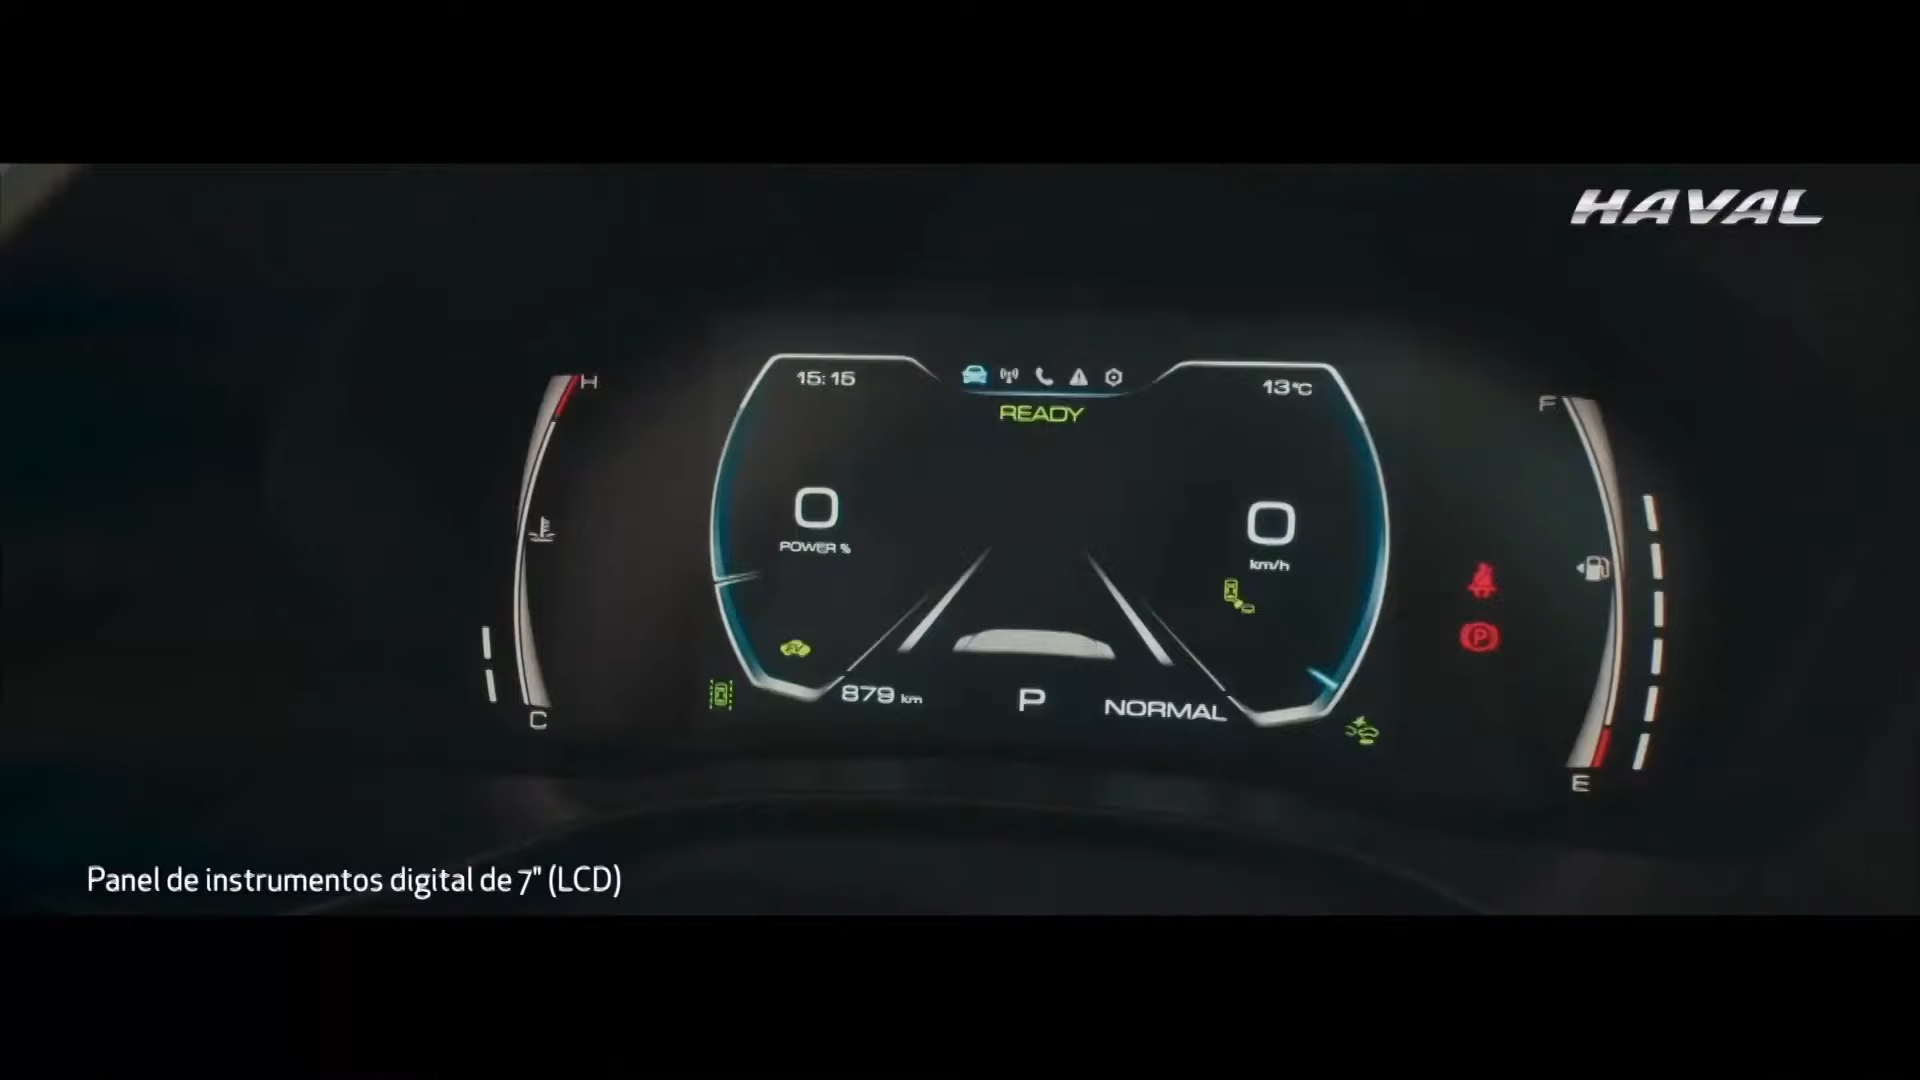 HAVAL
15:15
13°C
READY
H
F
0
POWER %
0
km/h
EV
P
879 km
P
NORMAL
C
E
Panel de instrumentos digital de 7" (LCD)